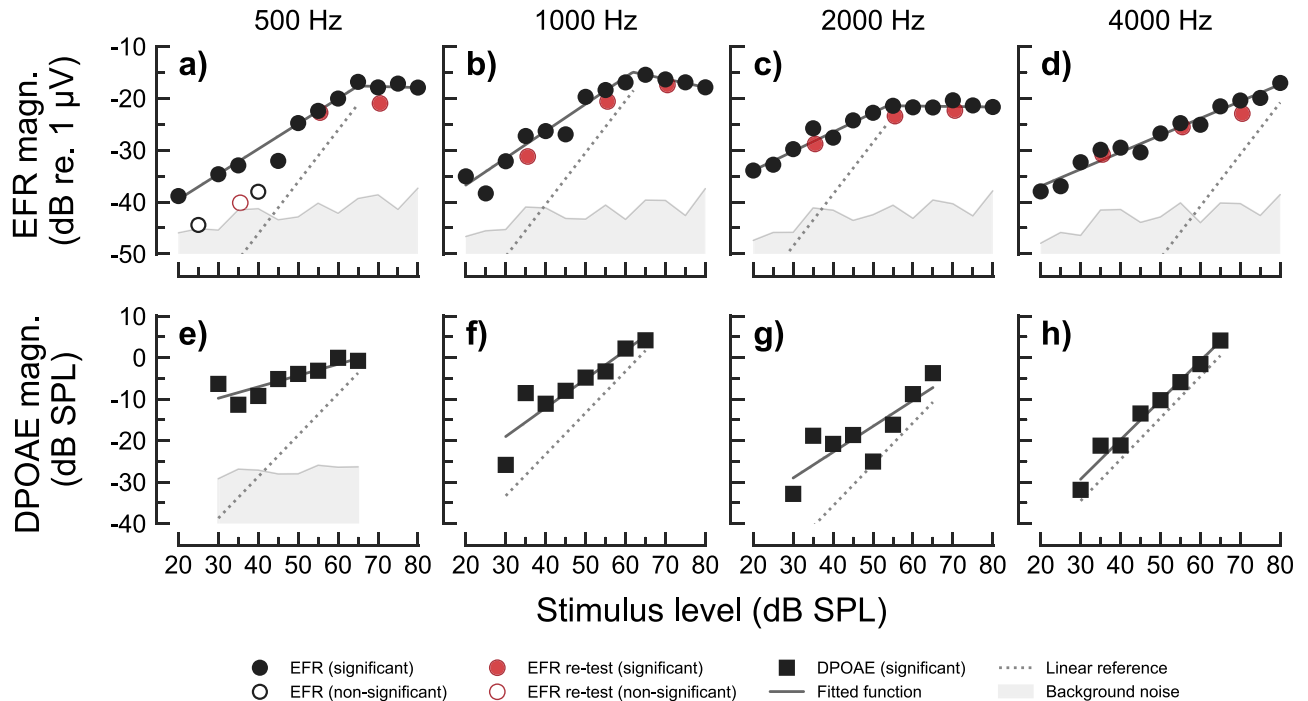 500 Hz 1000 Hz 2000 Hz 4000 Hz
EFR magn.
(dB re. 1 µV)
-10
-20
-30
-40
-50
a) b) c) d)
DPOAE magn.
(dB SPL)
10
0
-10
-20
-30
-40
e) f) g) h)
20 30 40 50 60 70 80 20 30 40 50 60 70 80 20 30 40 50 60 70 80 20 30 40 50 60 70 80
Stimulus level (dB SPL)
EFR (significant) EFR re-test (significant) DPOAE (significant) Linear reference
EFR (non-significant) EFR re-test (non-significant) Fitted function Background noise